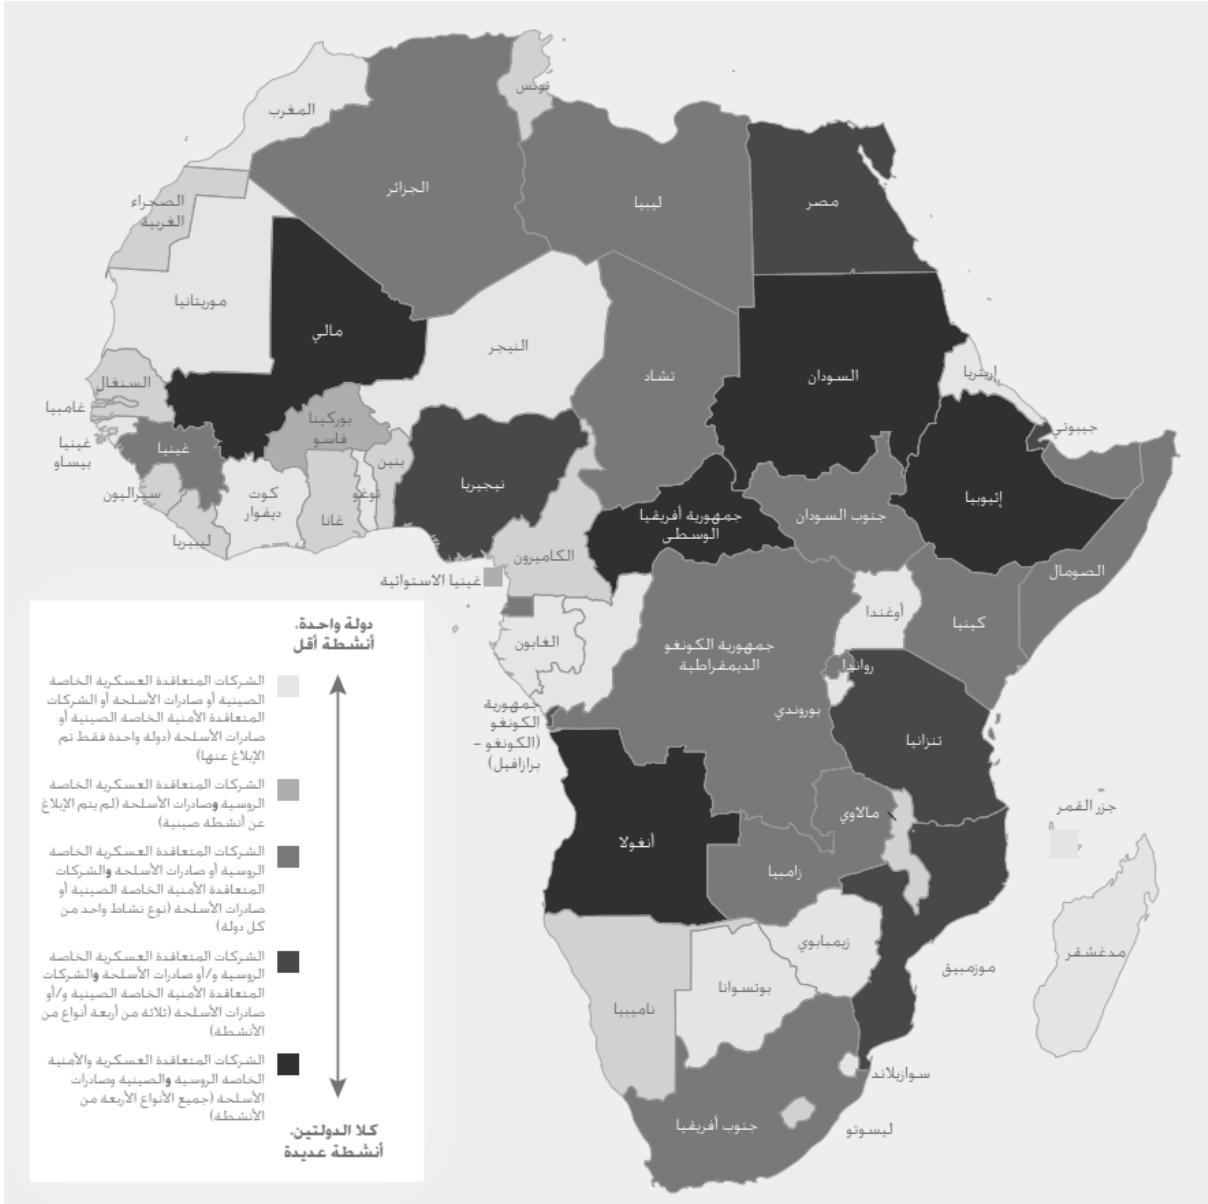 تونس
المغرب
الجزائر
ليبيا
مصر
الصحراء
الغربية
موريتانيا
مالي
النيجر
تشاد
السودان
إريتريا
السنغال
غامبيا
غينيا
بيساو
غينيا
سيراليون
ليبيريا
كوت
ديفوار
بوركينا
فاسو
غانا
توغو
بنين
نيجيريا
الكاميرون
غينيا الاستوائية
جمهورية أفريقيا
الوسطى
جنوب السودان
إثيوبيا
جيبوتي
الصومال
أوغندا
كينيا
الغابون
جمهورية الكونغو
الديمقراطية
رواندا
بوروندي
تنزانيا
جمهورية
الكونغو
(الكونغو –
برازافيل)
أنغولا
مالاوي
زامبيا
جزر القمر
زيمبابوي
موزمبيق
مدغشقر
ناميبيا
بوتسوانا
سوازيلاند
جنوب أفريقيا
ليسوتو
دولة واحدة،
أنشطة أقل
الشركات المتعاقدة العسكرية الخاصة
الصينية أو صادرات الأسلحة أو الشركات
المتعاقدة الأمنية الخاصة الصينية أو
صادرات الأسلحة (دولة واحدة فقط تم
الإبلاغ عنها)
الشركات المتعاقدة العسكرية الخاصة
الروسية وصادرات الأسلحة (لم يتم الإبلاغ
عن أنشطة صينية)
الشركات المتعاقدة العسكرية الخاصة
الروسية أو صادرات الأسلحة والشركات
المتعاقدة الأمنية الخاصة الصينية أو
صادرات الأسلحة (نوع نشاط واحد من
كل دولة)
الشركات المتعاقدة العسكرية الخاصة
الروسية و/أو صادرات الأسلحة والشركات
المتعاقدة الأمنية الخاصة الصينية و/أو
صادرات الأسلحة (ثلاثة من أربعة أنواع من
الأنشطة)
الشركات المتعاقدة العسكرية والأمنية
الخاصة الروسية والصينية وصادرات
الأسلحة (جميع الأنواع الأربعة من
الأنشطة)
كلا الدولتين،
أنشطة عديدة